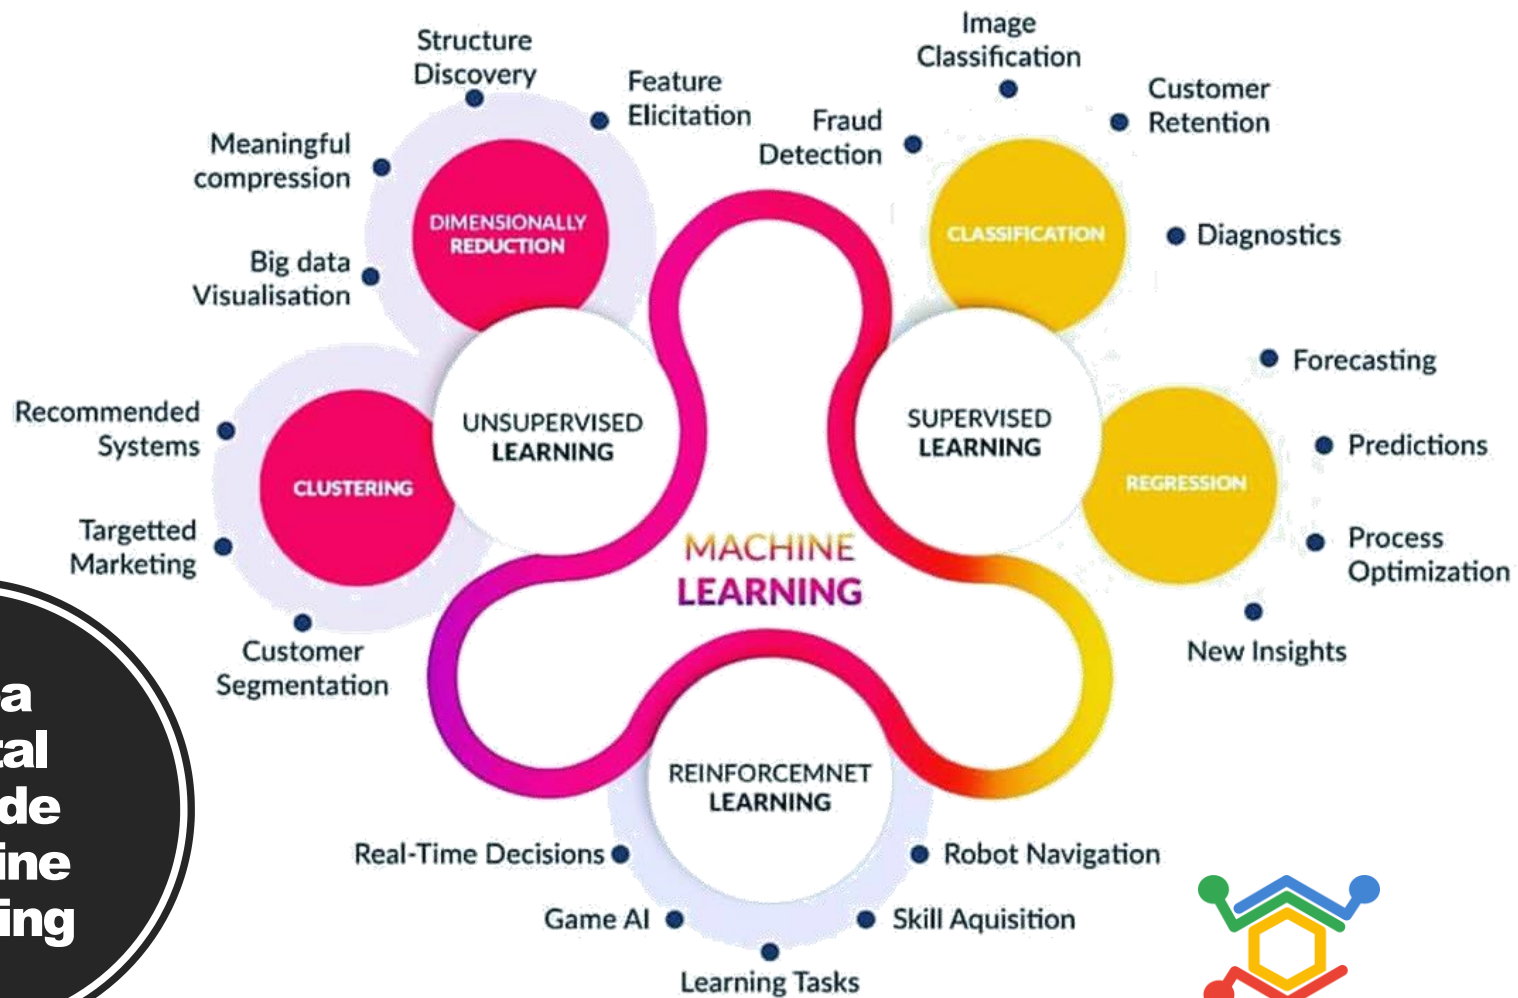 Structure
Discovery
Feature
Elicitation
Meaningful
compression
Big data
Visualisation
DIMENSIONALLY
REDUCTION
Image
Classification
Customer
Retention
Fraud
Detection
CLASSIFICATION
Diagnostics
Recommended
Systems
Targetted
Marketing
Customer
Segmentation
CLUSTERING
UNSUPERVISED
LEARNING
SUPERVISED
LEARNING
Forecasting
Predictions
Process
Optimization
New Insights
REGRESSION
MACHINE
LEARNING
REINFORCEMNET
LEARNING
Real-Time Decisions
Game AI
Learning Tasks
Skill Aquisition
Robot Navigation